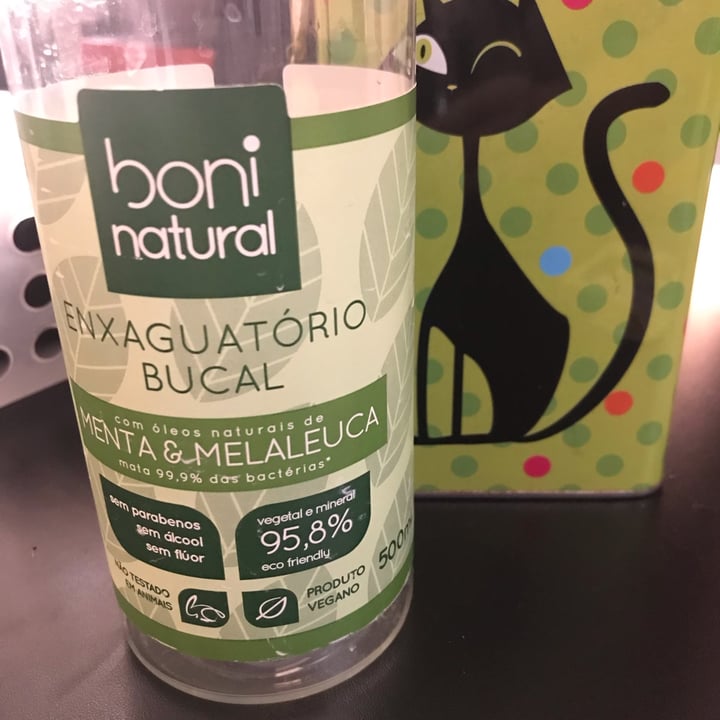 boni
natural
ENXAGUATÓRIO
BUCAL
com óleos naturais de
MENTA & MELALEUCA
mata 99,9% das bactérias*
sem parabenos
sem álcool
sem flúor
vegetal e mineral
95,8%
eco friendly
500ml
NÃO TESTADO
EM ANIMAIS
PRODUTO
VEGANO